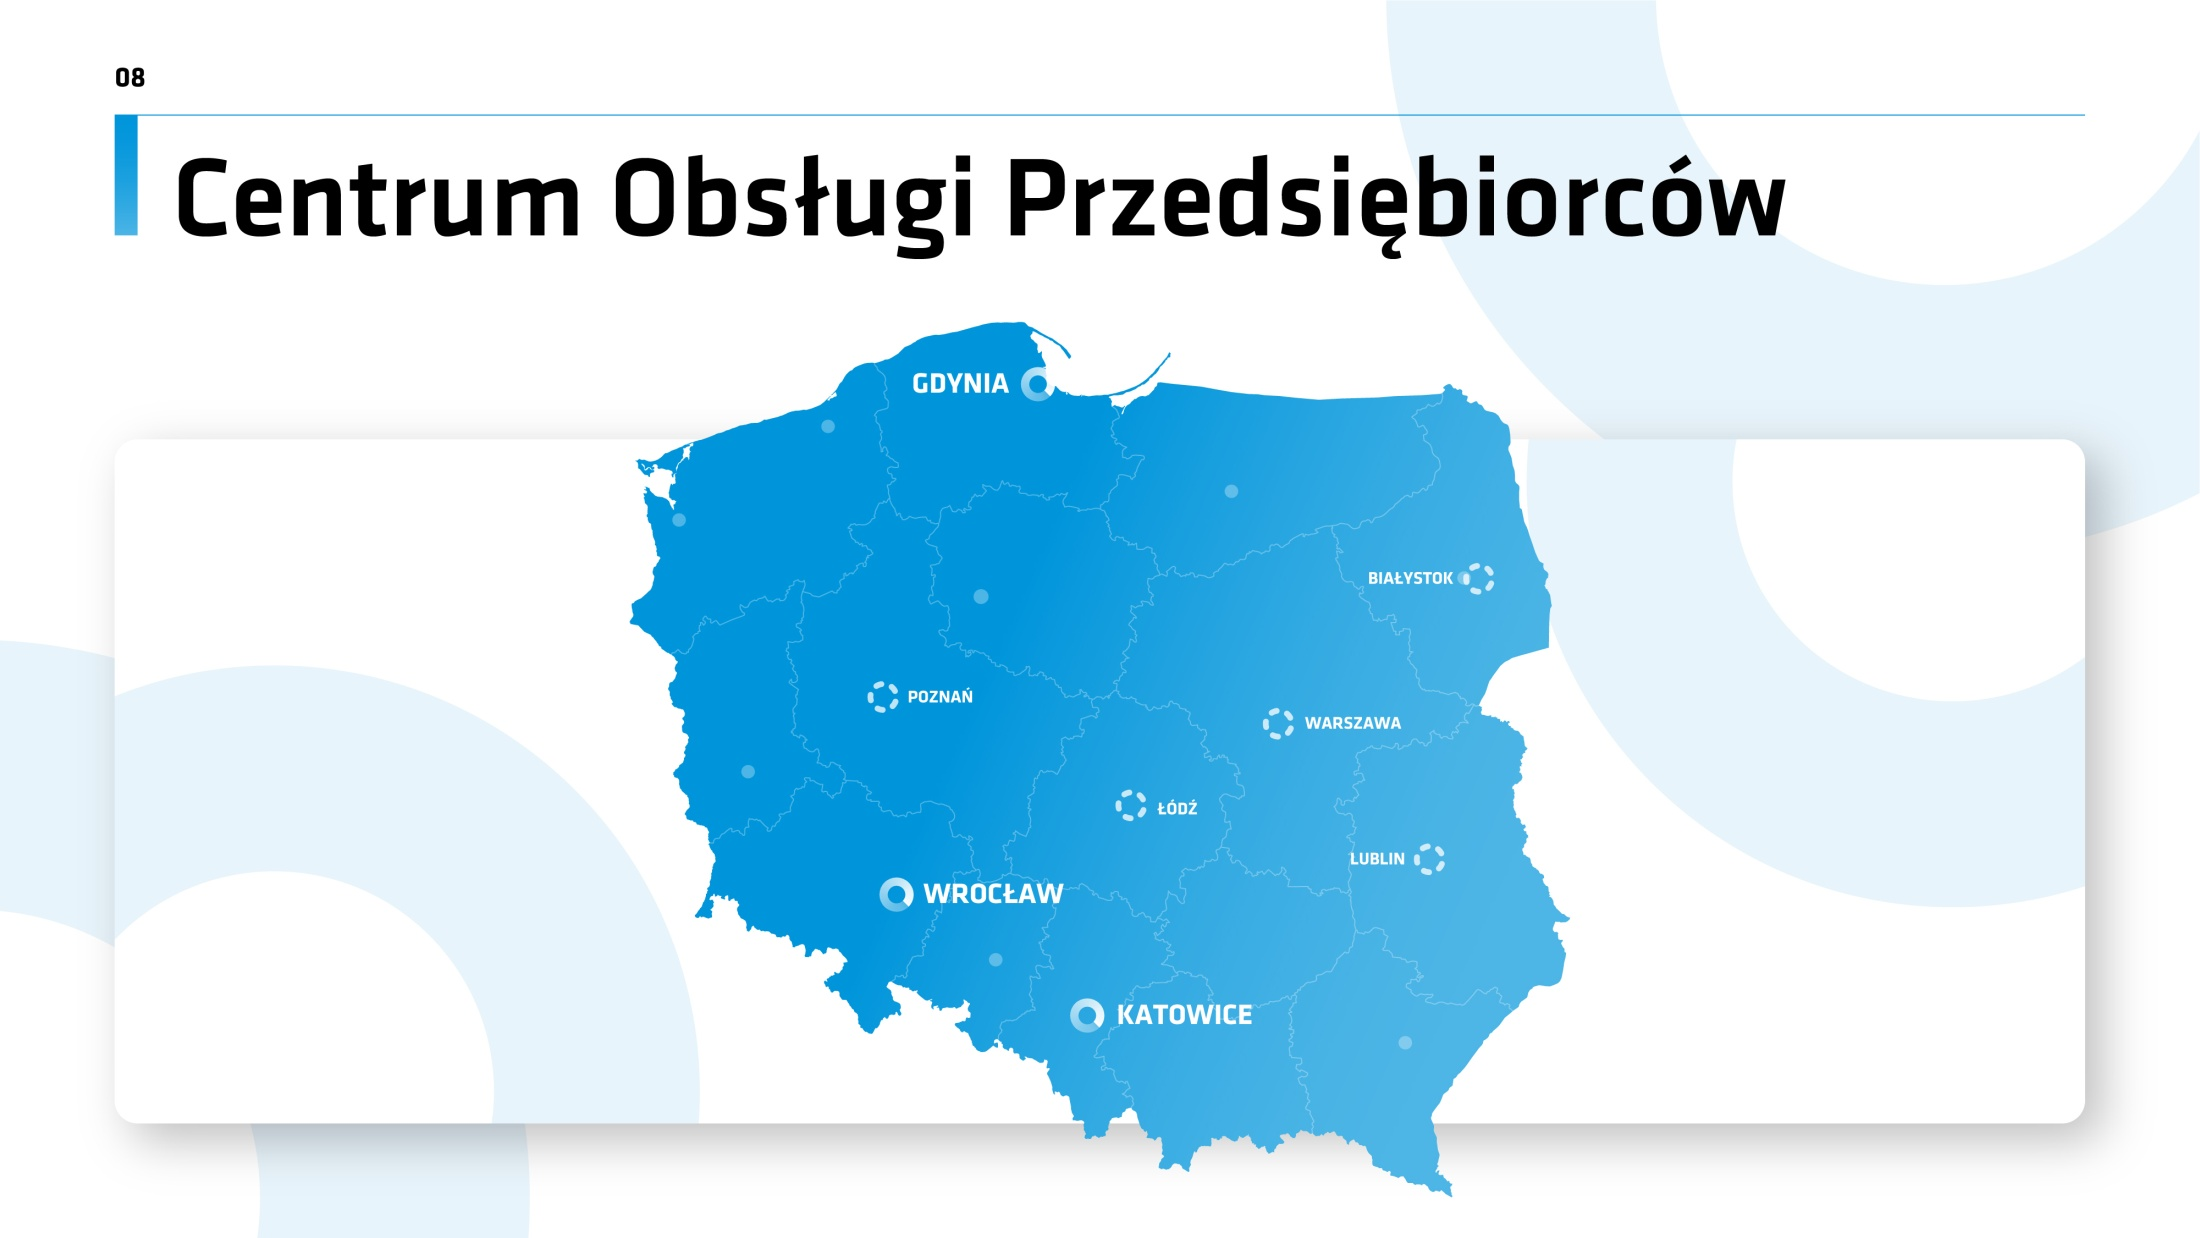 08
Centrum Obsługi Przedsiębiorców
GDYNIA
BIAŁYSTOK
POZNAŃ
WARSZAWA
ŁÓDŹ
LUBLIN
WROCŁAW
KATOWICE